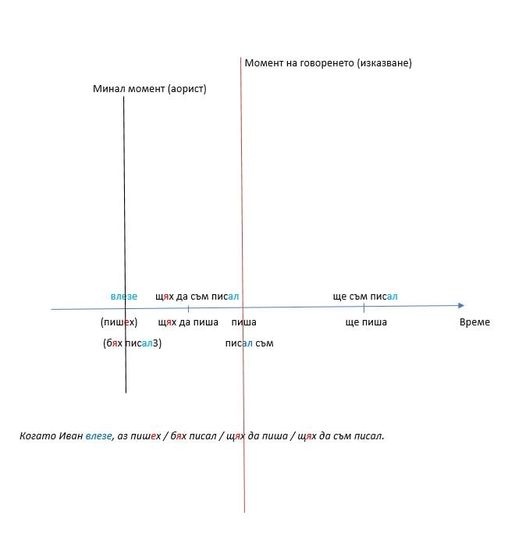 Момент на говоренето (изказване)
Минал момент (аорист)
влезе щях да съм писал ще съм писал
(пишех) щях да пиша пиша ще пиша Време
(бях писал3) писал съм
Когато Иван влезе, аз пишех / бях писал / щях да пиша / щях да съм писал.